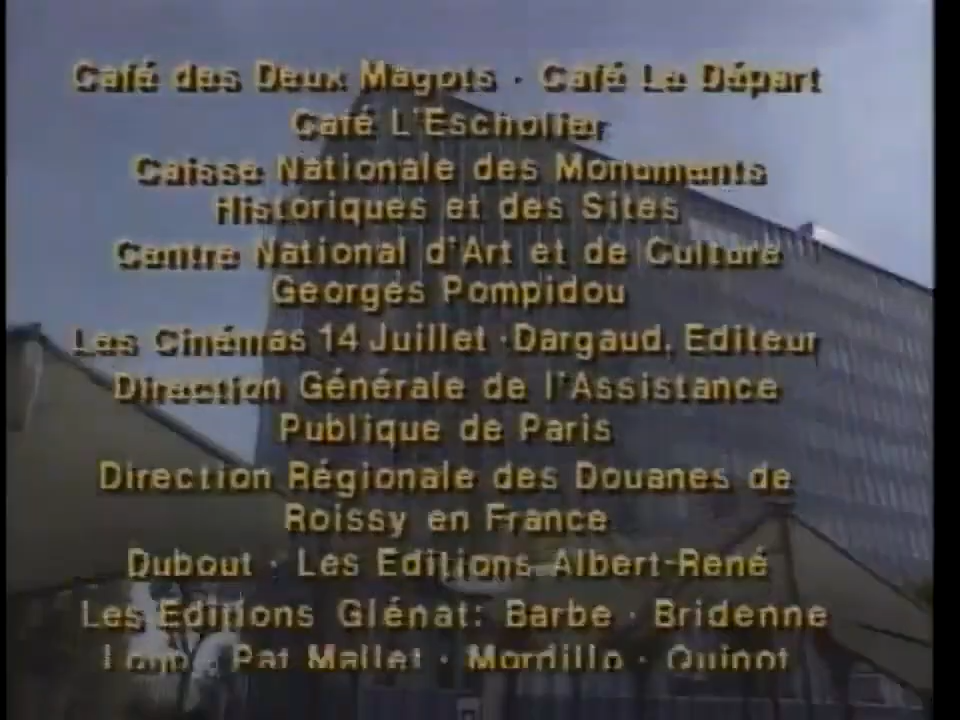 Café des Deux Magots · Café Le Départ
Café L'Escholier
Caisse Nationale des Monuments
Historiques et des Sites
Centre National d'Art et de Culture
Georges Pompidou
Les Cinémas 14 Juillet · Dargaud, Editeur
Direction Générale de l'Assistance
Publique de Paris
Direction Régionale des Douanes de
Roissy en France
Dubout · Les Editions Albert-René
Les Editions Glénat: Barbe · Bridenne
Loup · Pat Mallet · Mordillo · Quinot